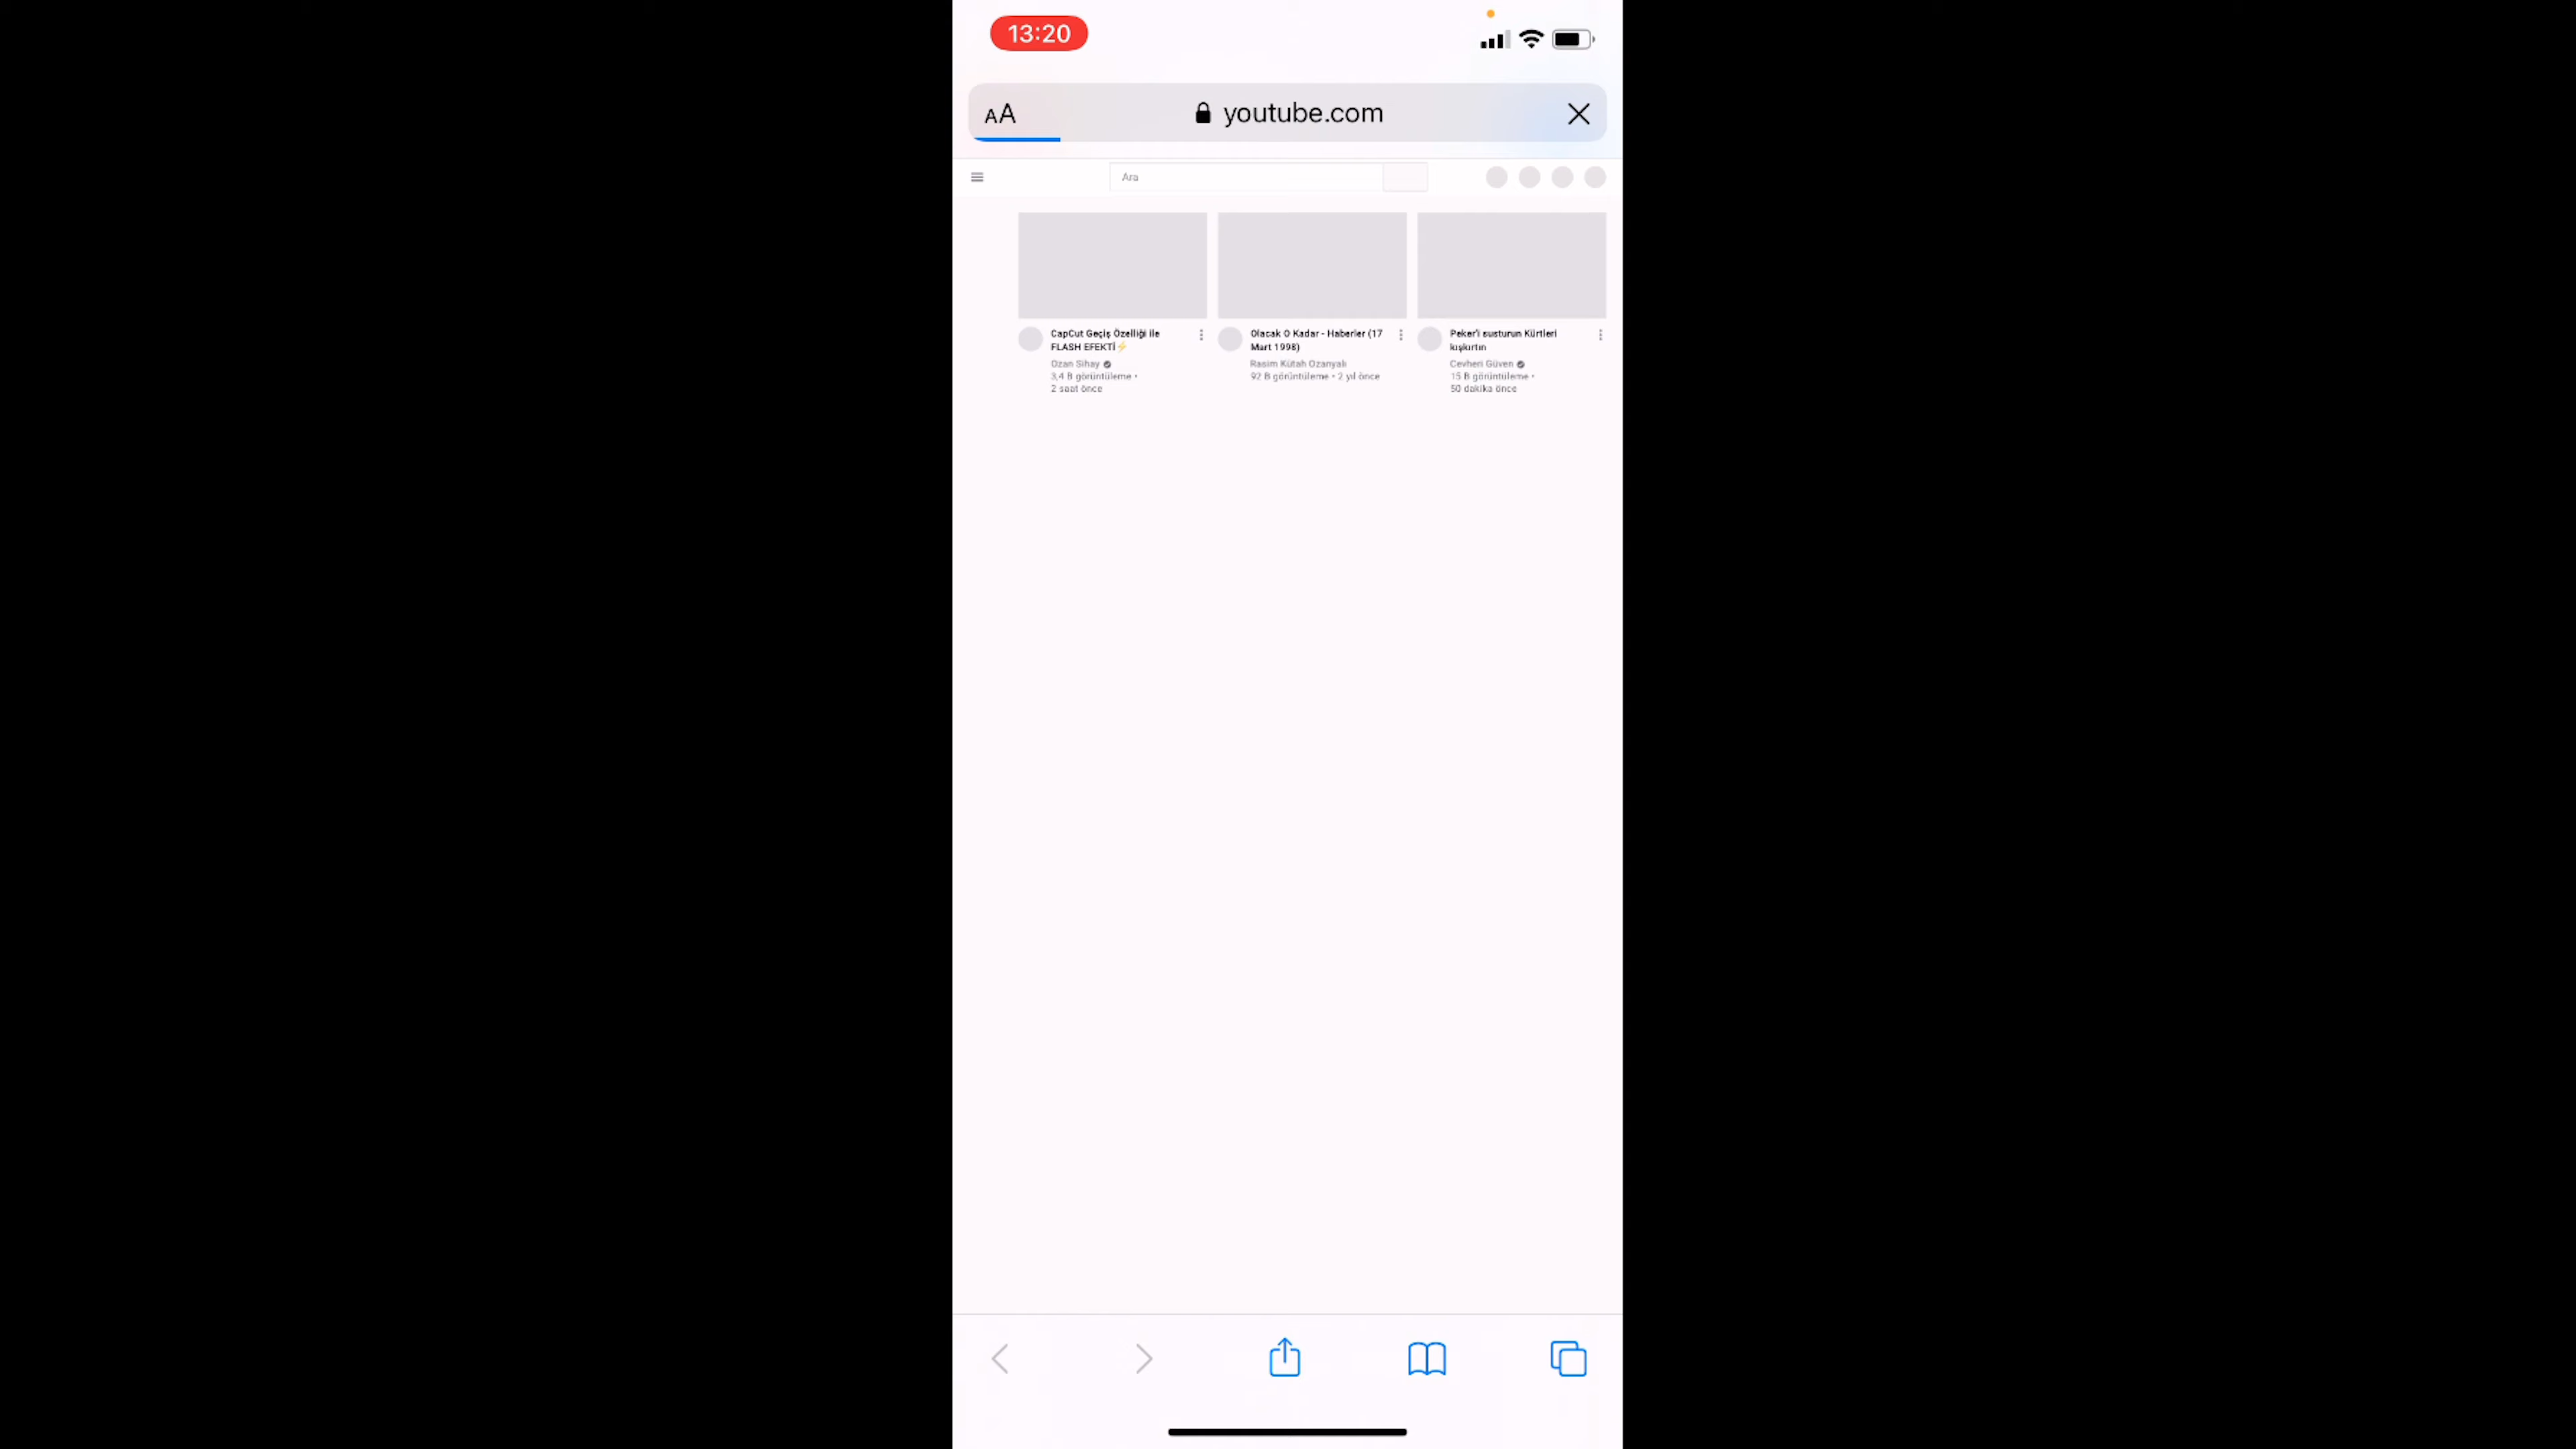 13:20
AA
youtube.com
Ara
CapCut Geçiş Özelliği ile
FLASH EFEKTİ⚡
Ozan Sihay
3,4 B görüntüleme •
2 saat önce
Olacak O Kadar - Haberler (17
Mart 1998)
Rasim Kütah Ozanyalı
92 B görüntüleme • 2 yıl önce
Peker'i susturun Kürtleri
kışkırtın
Cevheri Güven
15 B görüntüleme •
50 dakika önce